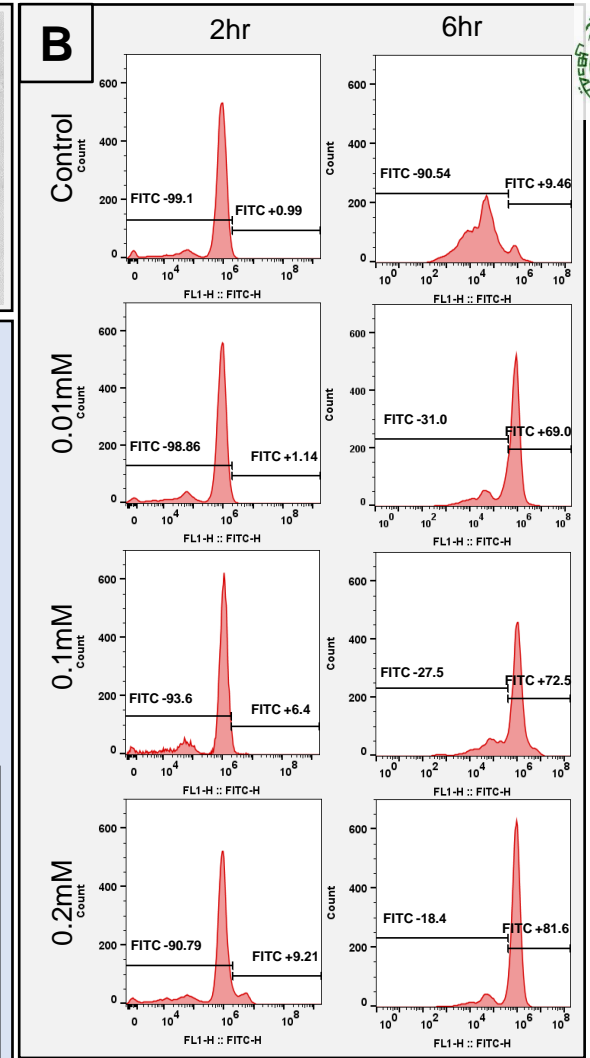 B
2hr
6hr
Control
Count
600
400
200
0
FITC -99.1
FITC +0.99
0
10^4
10^6
10^8
FL1-H :: FITC-H
Count
600
400
200
0
FITC -90.54
FITC +9.46
10^0
10^2
10^4
10^6
10^8
FL1-H :: FITC-H
0.01mM
Count
600
400
200
0
FITC -98.86
FITC +1.14
0
10^4
10^6
10^8
FL1-H :: FITC-H
Count
600
400
200
0
FITC -31.0
FITC +69.0
10^0
10^2
10^4
10^6
10^8
FL1-H :: FITC-H
0.1mM
Count
600
400
200
0
FITC -93.6
FITC +6.4
0
10^4
10^6
10^8
FL1-H :: FITC-H
Count
600
400
200
0
FITC -27.5
FITC +72.5
10^0
10^2
10^4
10^6
10^8
FL1-H :: FITC-H
0.2mM
Count
600
400
200
0
FITC -90.79
FITC +9.21
0
10^4
10^6
10^8
FL1-H :: FITC-H
Count
600
400
200
0
FITC -18.4
FITC +81.6
10^0
10^2
10^4
10^6
10^8
FL1-H :: FITC-H